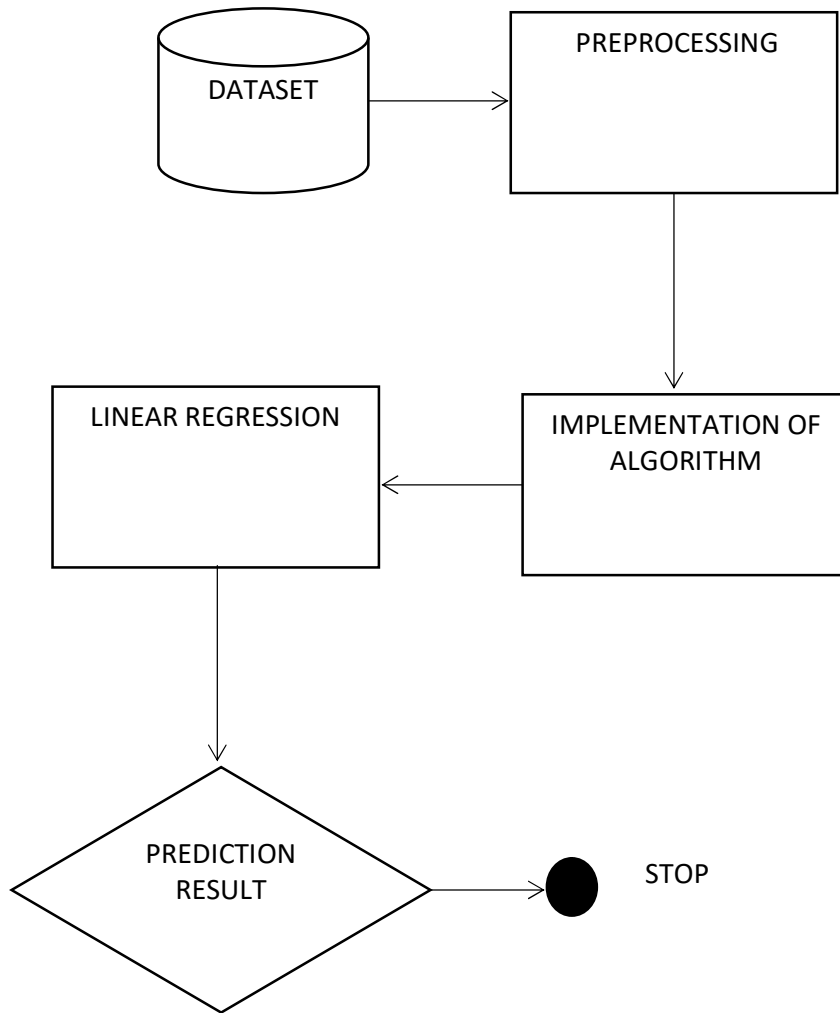 DATASET
PREPROCESSING
IMPLEMENTATION OF
ALGORITHM
LINEAR REGRESSION
PREDICTION
RESULT
STOP